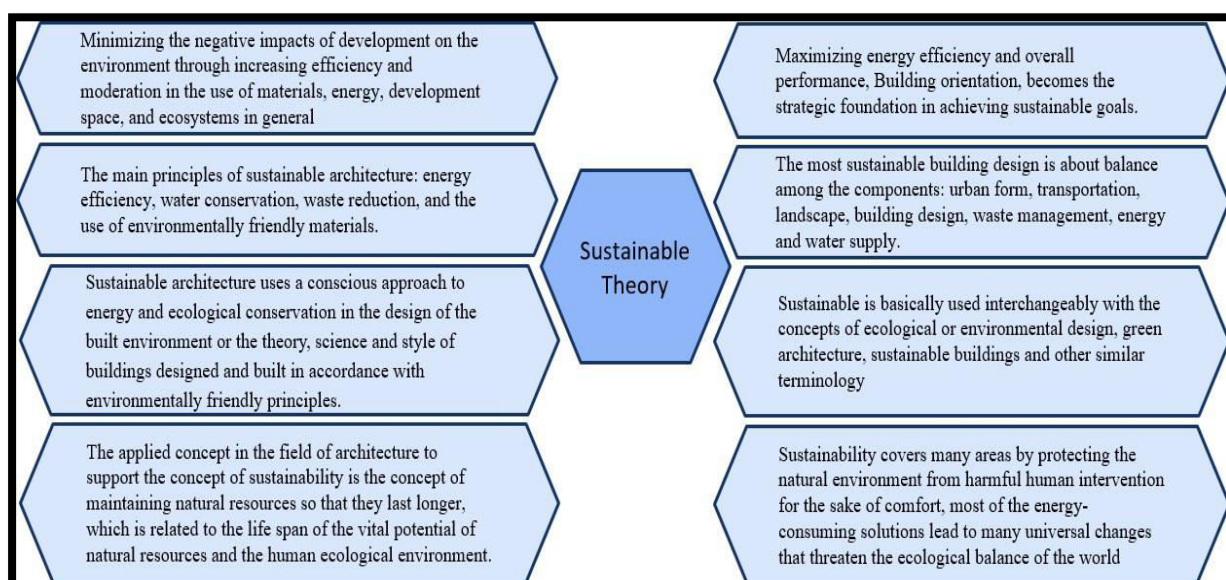 Minimizing the negative impacts of development on the
environment through increasing efficiency and
moderation in the use of materials, energy, development
space, and ecosystems in general
The main principles of sustainable architecture: energy
efficiency, water conservation, waste reduction, and the
use of environmentally friendly materials.
Sustainable architecture uses a conscious approach to
energy and ecological conservation in the design of the
built environment or the theory, science and style of
buildings designed and built in accordance with
environmentally friendly principles.
The applied concept in the field of architecture to
support the concept of sustainability is the concept of
maintaining natural resources so that they last longer,
which is related to the life span of the vital potential of
natural resources and the human ecological environment.
Sustainable
Theory
Maximizing energy efficiency and overall
performance, Building orientation, becomes the
strategic foundation in achieving sustainable goals.
The most sustainable building design is about balance
among the components: urban form, transportation,
landscape, building design, waste management, energy
and water supply.
Sustainable is basically used interchangeably with the
concepts of ecological or environmental design, green
architecture, sustainable buildings and other similar
terminology
Sustainability covers many areas by protecting the
natural environment from harmful human intervention
for the sake of comfort, most of the energy-
consuming solutions lead to many universal changes
that threaten the ecological balance of the world